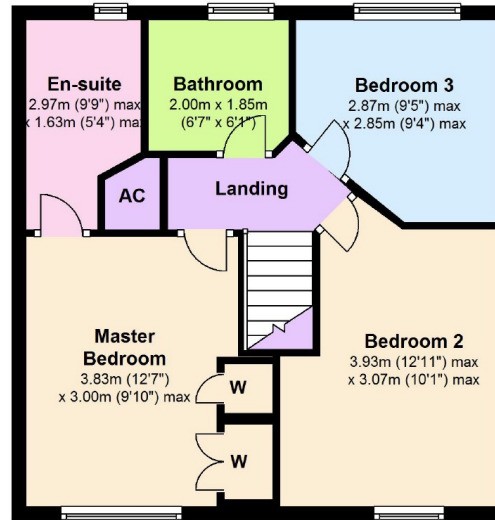 En-suite
2.97m (9'9") max
x 1.63m (5'4") max
Bathroom
2.00m x 1.85m
(6'7" x 6'1")
Bedroom 3
2.87m (9'5") max
x 2.85m (9'4") max
AC
Landing
Master
Bedroom
3.83m (12'7")
x 3.00m (9'10") max
Bedroom 2
3.93m (12'11") max
x 3.07m (10'1") max
W
W